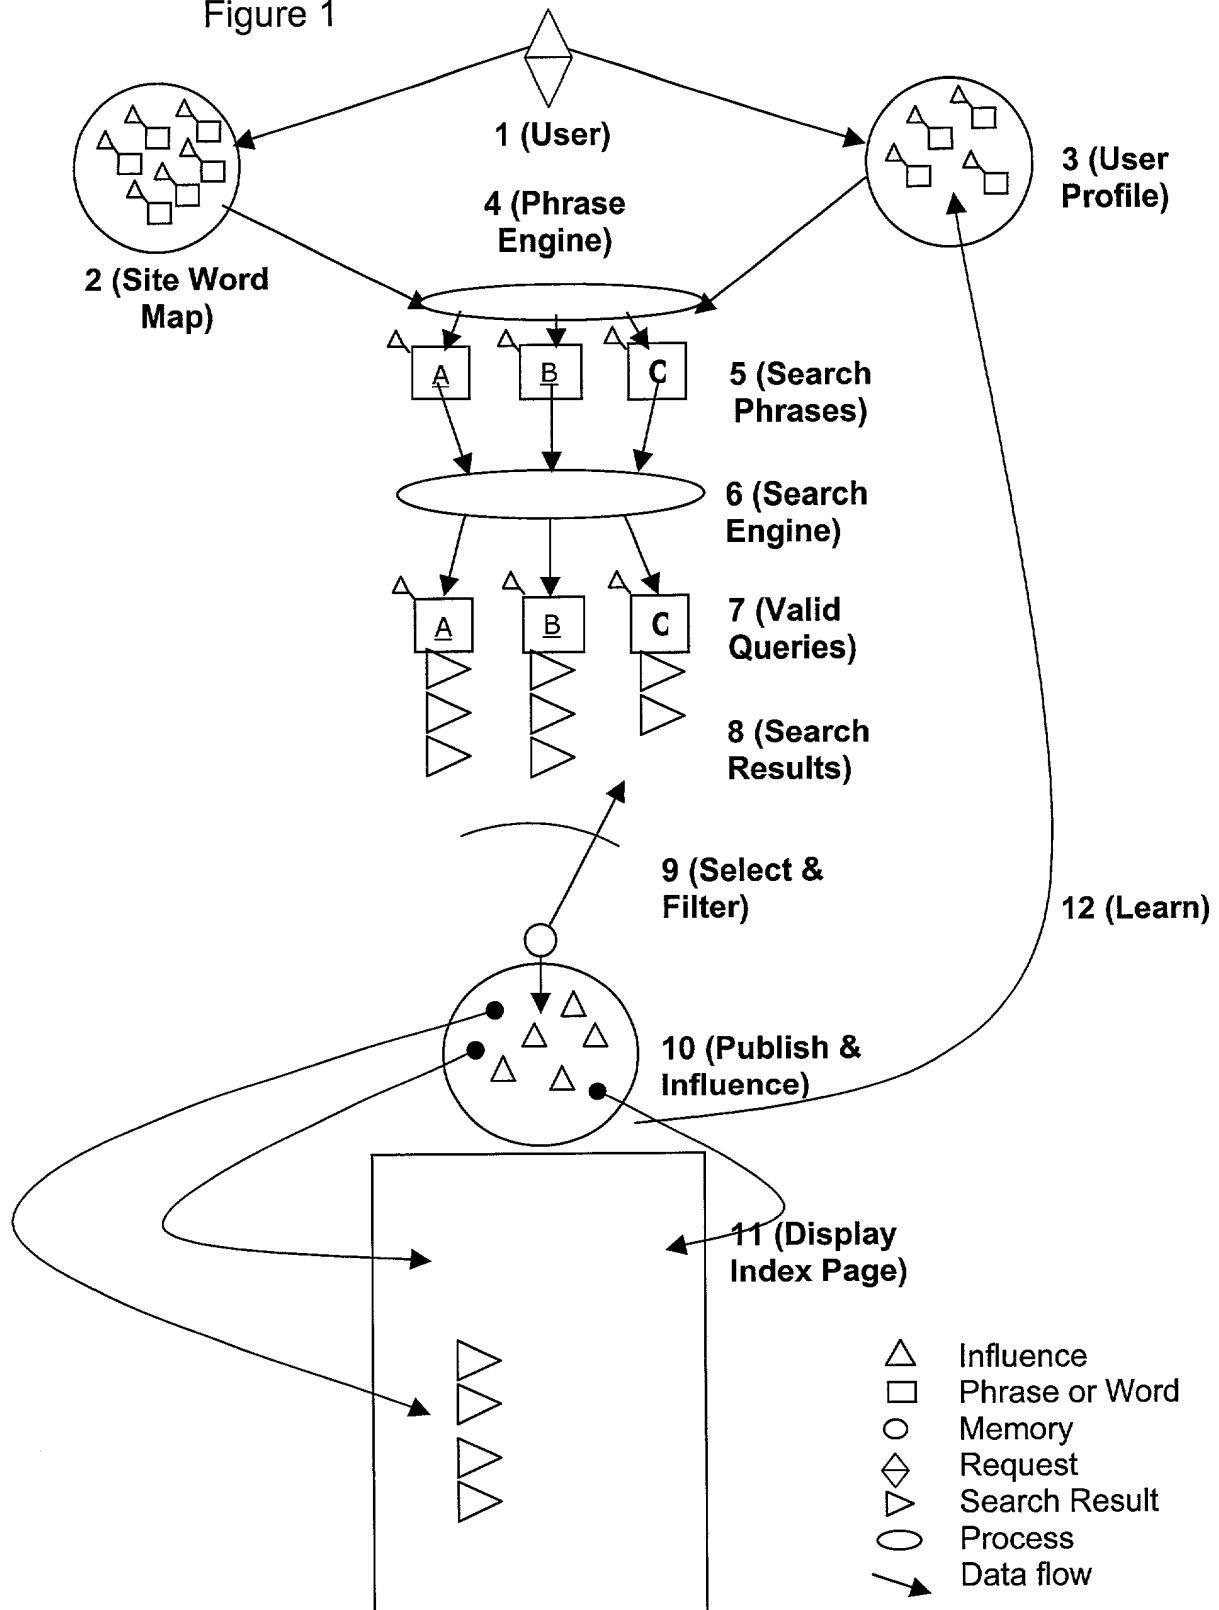 Figure 1
1 (User)
2 (Site Word
Map)
3 (User
Profile)
4 (Phrase
Engine)
A
B
C
5 (Search
Phrases)
6 (Search
Engine)
A
B
C
7 (Valid
Queries)
8 (Search
Results)
9 (Select &
Filter)
12 (Learn)
10 (Publish &
Influence)
11 (Display
Index Page)
Influence
Phrase or Word
Memory
Request
Search Result
Process
Data flow